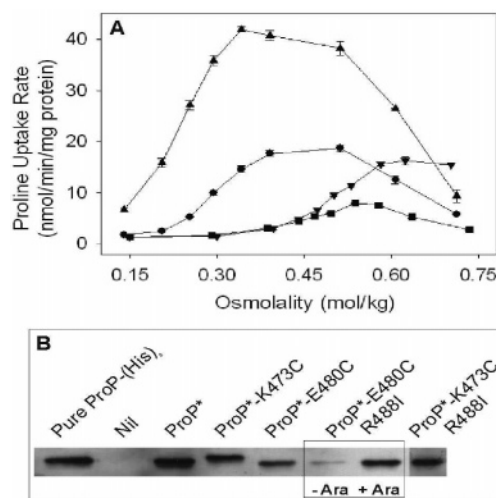 A
Proline Uptake Rate
(nmol/min/mg protein)
40
30
20
10
0
0.15 0.30 0.45 0.60 0.75
Osmolality (mol/kg)
B
Pure ProP-(His)₆
Nil
ProP*
ProP*-K473C
ProP*-E480C
ProP*-E480C
R488I
ProP*-K473C
R488I
- Ara + Ara